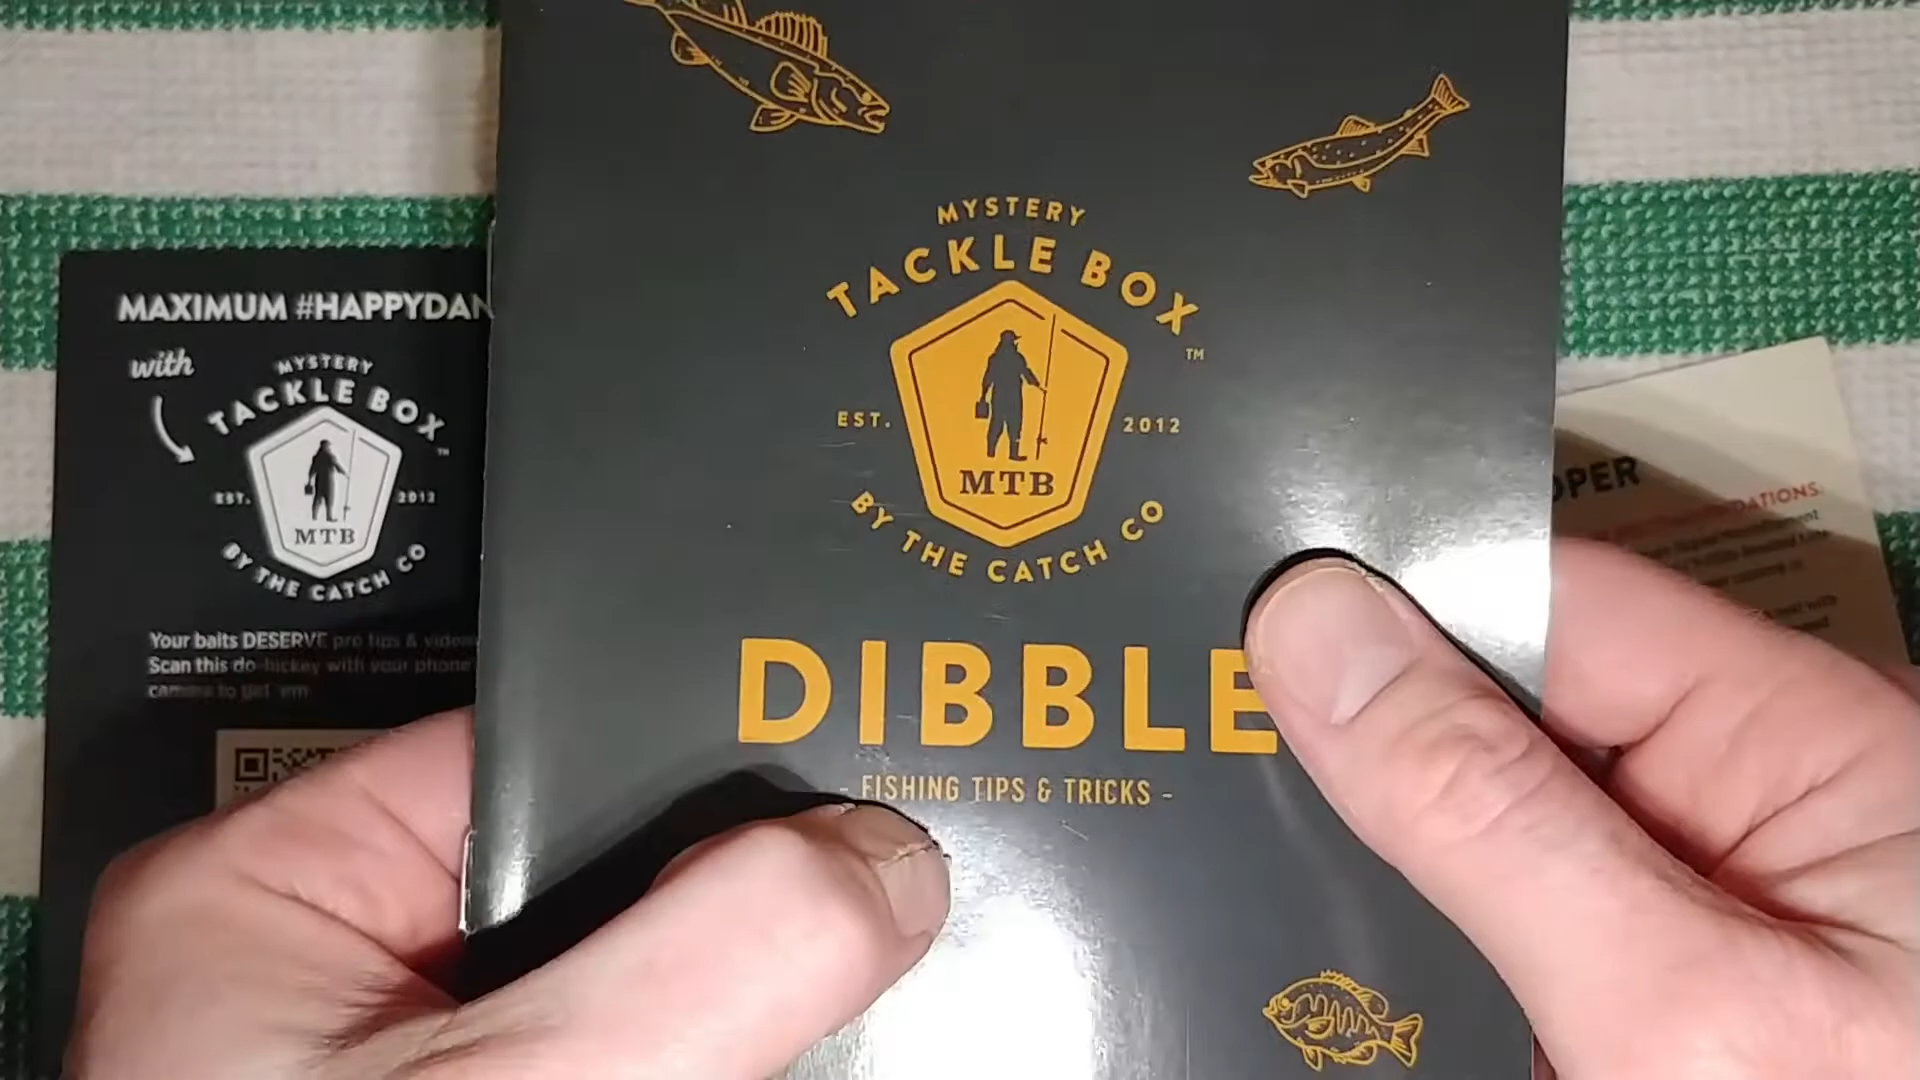 MYSTERY
TACKLE BOX
TM
EST. 2012
MTB
BY THE CATCH CO
DIBBLE
- FISHING TIPS & TRICKS -
MAXIMUM #HAPPYDAN
with
MYSTERY
TACKLE BOX
TM
EST. 2012
MTB
BY THE CATCH CO
Your baits DESERVE pro tips & videos
Scan this do-hickey with your phone
camera to get 'em
OPER
DATIONS: